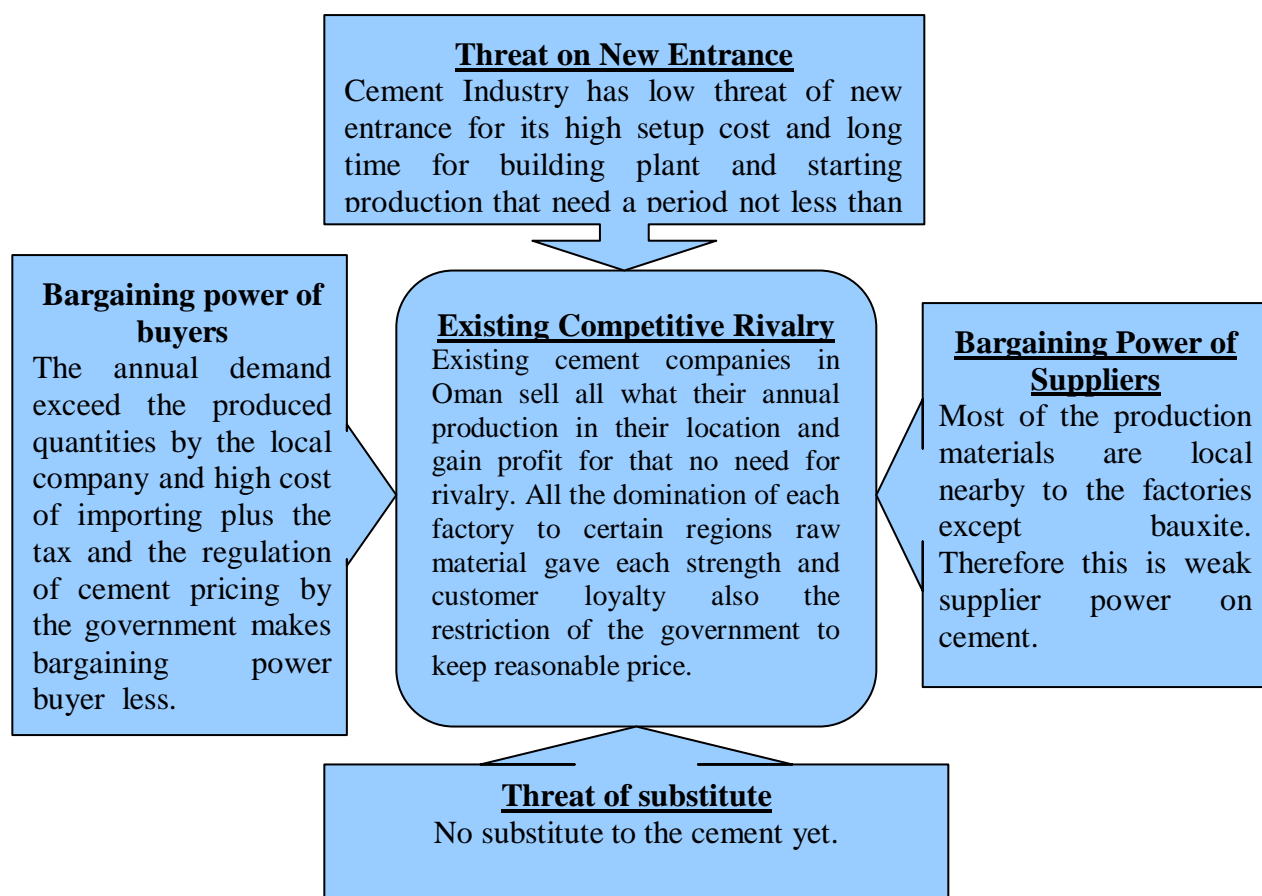 Threat on New Entrance
Cement Industry has low threat of new
entrance for its high setup cost and long
time for building plant and starting
production that need a period not less than
Bargaining power of
buyers
The annual demand
exceed the produced
quantities by the local
company and high cost
of importing plus the
tax and the regulation
of cement pricing by
the government makes
bargaining power
buyer less.
Existing Competitive Rivalry
Existing cement companies in
Oman sell all what their annual
production in their location and
gain profit for that no need for
rivalry. All the domination of each
factory to certain regions raw
material gave each strength and
customer loyalty also the
restriction of the government to
keep reasonable price.
Bargaining Power of
Suppliers
Most of the production
materials are local
nearby to the factories
except bauxite.
Therefore this is weak
supplier power on
cement.
Threat of substitute
No substitute to the cement yet.